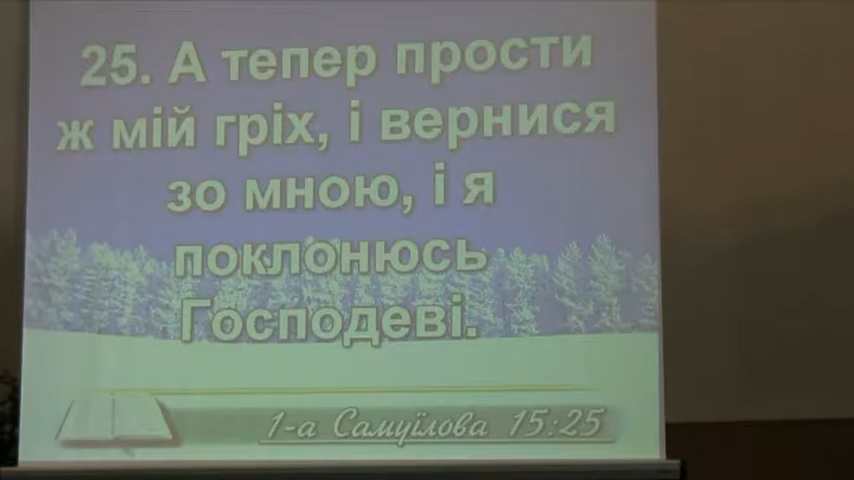 25. А тепер прости
ж мій гріх, і вернися
зо мною, і я
поклонюсь
Господеві.
1-а Самуїлова 15:25